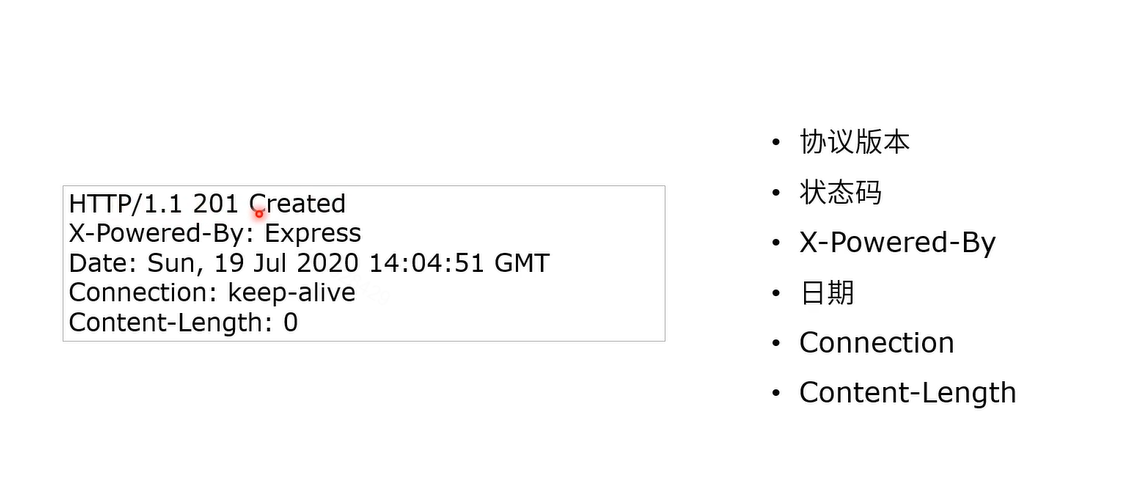 HTTP/1.1 201 Created
X-Powered-By: Express
Date: Sun, 19 Jul 2020 14:04:51 GMT
Connection: keep-alive
Content-Length: 0
• 协议版本
• 状态码
• X-Powered-By
• 日期
• Connection
• Content-Length